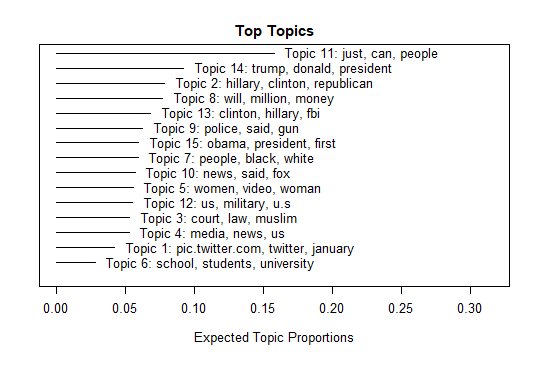 Top Topics
Topic 11: just, can, people
Topic 14: trump, donald, president
Topic 2: hillary, clinton, republican
Topic 8: will, million, money
Topic 13: clinton, hillary, fbi
Topic 9: police, said, gun
Topic 15: obama, president, first
Topic 7: people, black, white
Topic 10: news, said, fox
Topic 5: women, video, woman
Topic 12: us, military, u.s
Topic 3: court, law, muslim
Topic 4: media, news, us
Topic 1: pic.twitter.com, twitter, january
Topic 6: school, students, university
0.00 0.05 0.10 0.15 0.20 0.25 0.30
Expected Topic Proportions